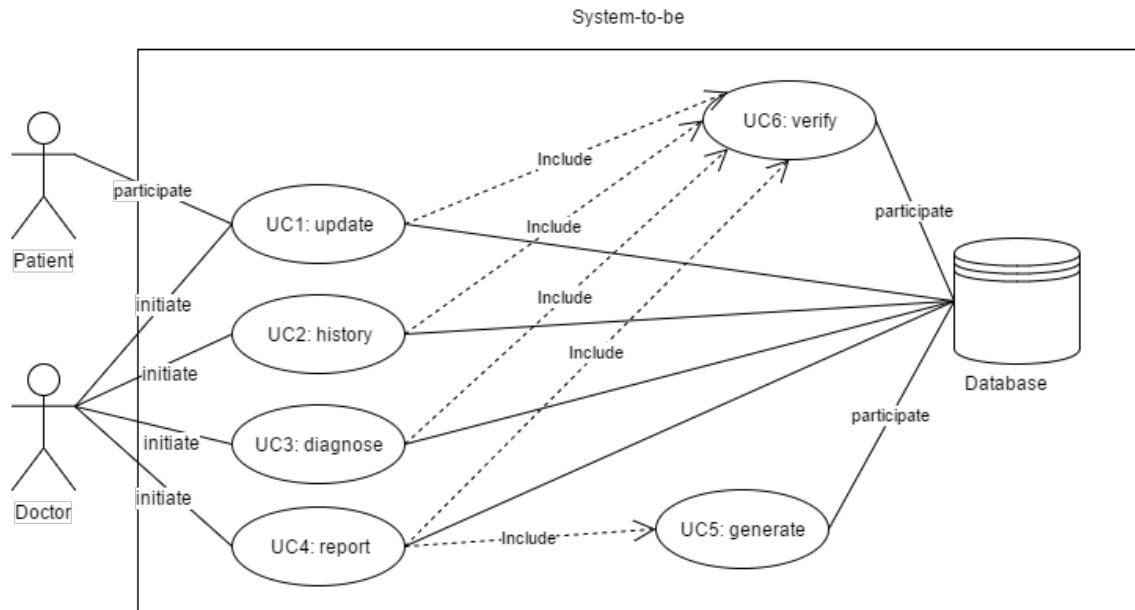 System-to-be
UC6: verify
Include
participate
UC1: update
Include
participate
Patient
initiate
Include
UC2: history
Include
initiate
Database
participate
UC3: diagnose
initiate
initiate
Doctor
UC4: report
Include
UC5: generate